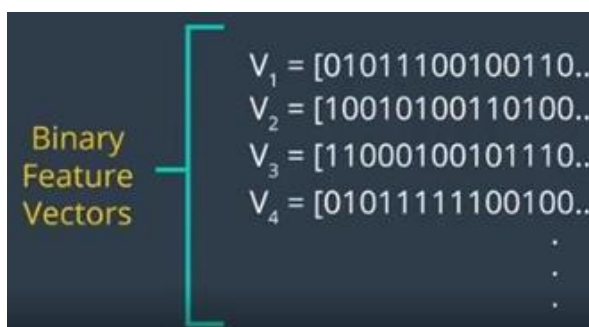 Binary
Feature
Vectors
V₁ = [01011100100110..
V₂ = [10010100110100..
V₃ = [11000100101110..
V₄ = [01011111100100..
.
.
.